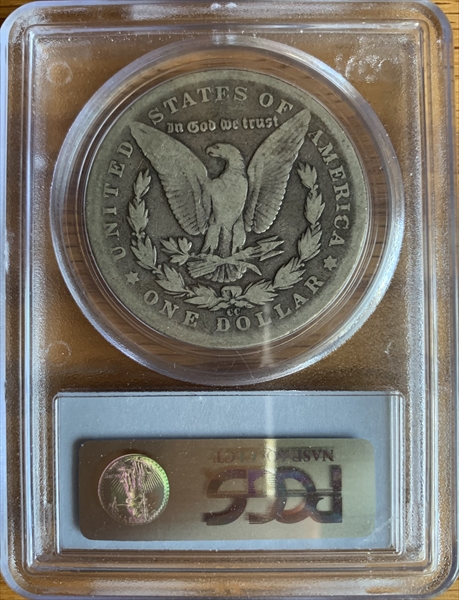 UNITED STATES OF AMERICA
In God we trust
CC
ONE DOLLAR
PCGS